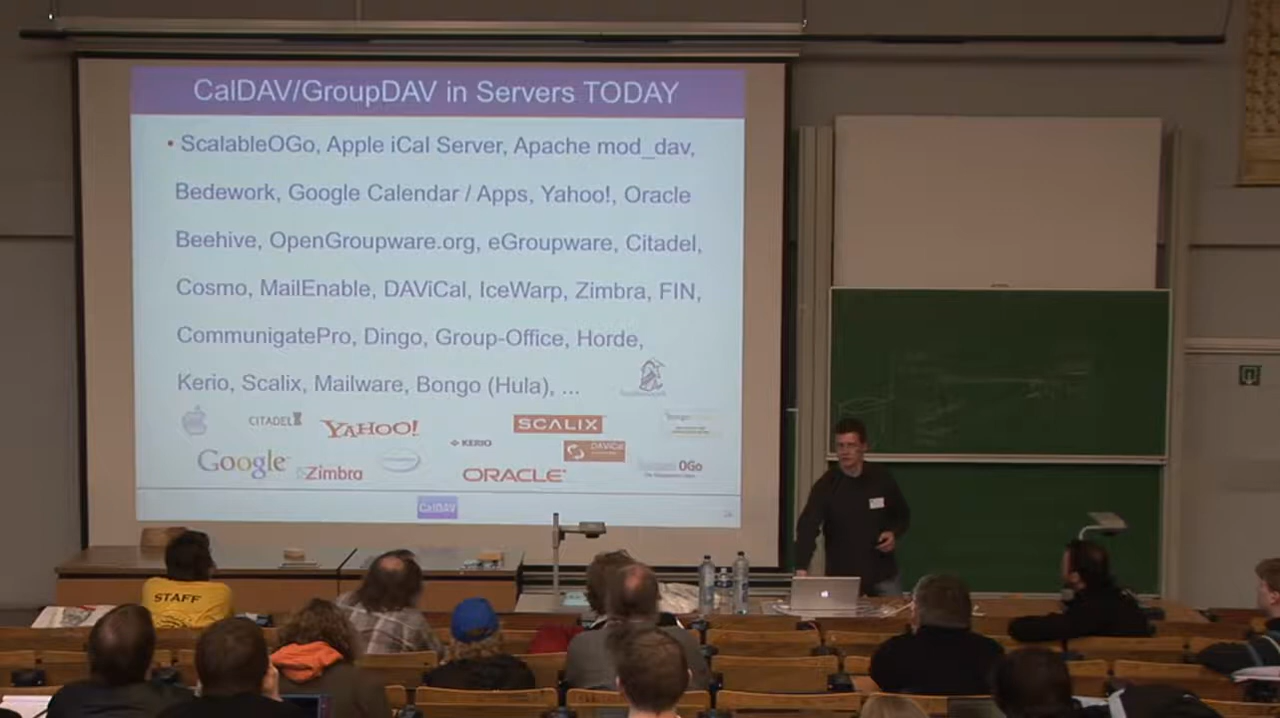 CalDAV/GroupDAV in Servers TODAY
• ScalableOGo, Apple iCal Server, Apache mod_dav,
Bedework, Google Calendar / Apps, Yahoo!, Oracle
Beehive, OpenGroupware.org, eGroupware, Citadel,
Cosmo, MailEnable, DAViCal, IceWarp, Zimbra, FIN,
CommunigatePro, Dingo, Group-Office, Horde,
Kerio, Scalix, Mailware, Bongo (Hula), ...
CITADEL
YAHOO!
KERIO
SCALIX
DAViCal
Google
Zimbra
ORACLE
OGo
CalDAV
STAFF